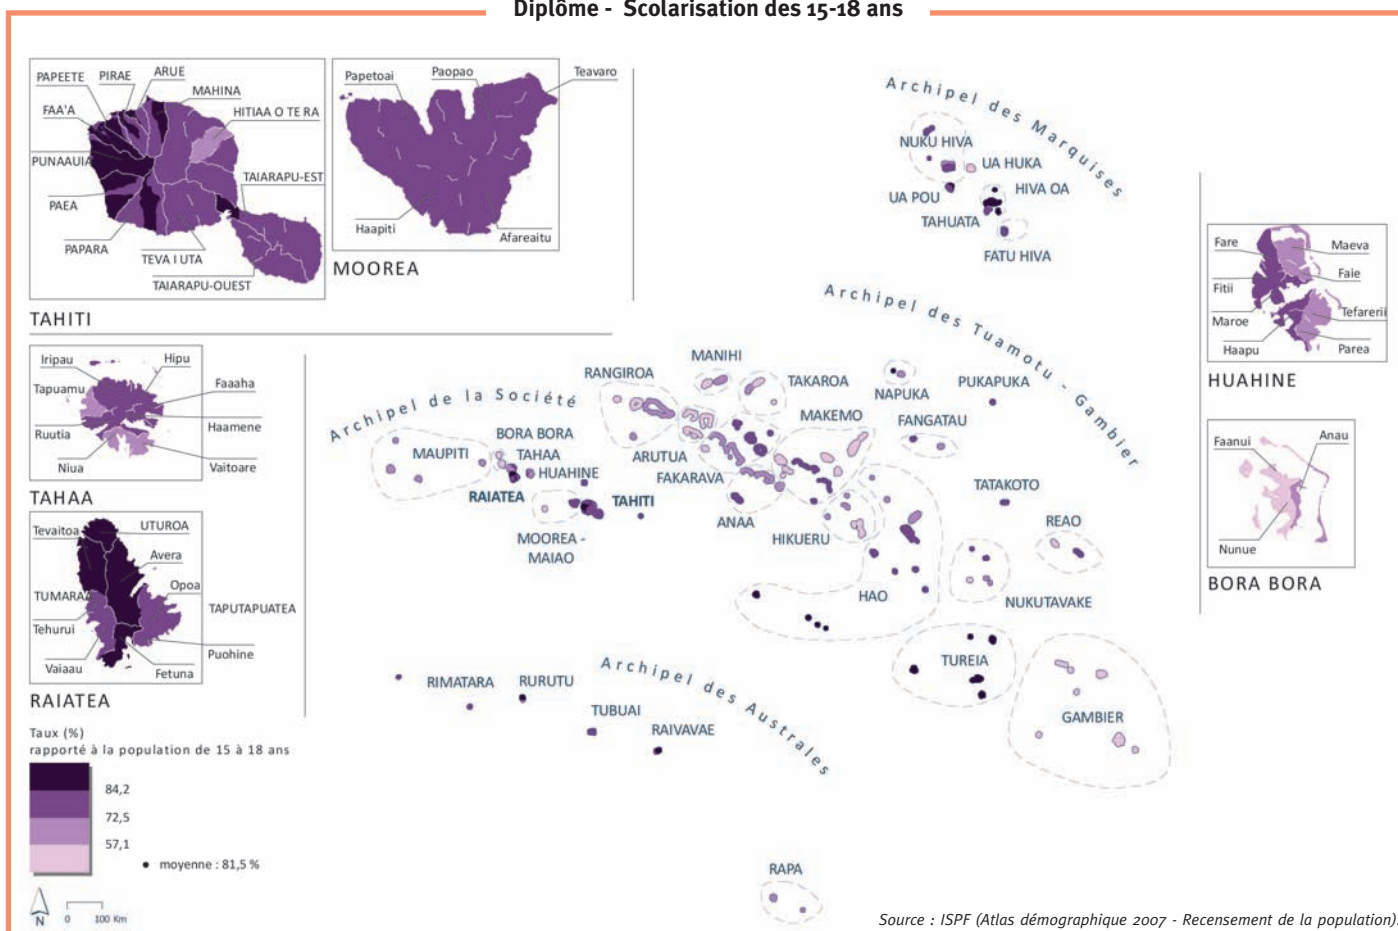 Diplôme - Scolarisation des 15-18 ans
PAPEETE
PIRAE
ARUE
MAHINA
FAA'A
HITIAA O TE RA
PUNAAUIA
TAIARAPU-EST
PAEA
PAPARA
TEVA I UTA
TAIARAPU-OUEST
TAHITI
Papetoai
Paopao
Teavaro
Haapiti
Afareaitu
MOOREA
Archipel des Marquises
NUKU HIVA
UA HUKA
UA POU
HIVA OA
TAHUATA
FATU HIVA
Fare
Maeva
Faie
Fitii
Maroe
Tefarerii
Haapu
Parea
HUAHINE
Iripau
Hipu
Tapuamu
Faaaha
Ruutia
Haamene
Niua
Vaitoare
TAHAA
Archipel de la Société
MAUPITI
BORA BORA
TAHAA
HUAHINE
RAIATEA
TAHITI
MOOREA -
MAIAO
Archipel des Tuamotu - Gambier
RANGIROA
MANIHI
TAKAROA
NAPUKA
PUKAPUKA
MAKEMO
FANGATAU
ARUTUA
FAKARAVA
TATAKOTO
ANAA
REAO
HIKUERU
HAO
NUKUTAVAKE
TUREIA
GAMBIER
Faanui
Anau
Nunue
BORA BORA
Tevaitoa
UTUROA
Avera
Opoa
TUMARAA
TAPUTAPUATEA
Tehurui
Puohine
Vaiaau
Fetuna
RAIATEA
Archipel des Australes
RIMATARA
RURUTU
TUBUAI
RAIVAVAE
RAPA
Taux (%)
rapporté à la population de 15 à 18 ans
84,2
72,5
57,1
moyenne : 81,5 %
N
0 100 Km
Source : ISPF (Atlas démographique 2007 - Recensement de la population).